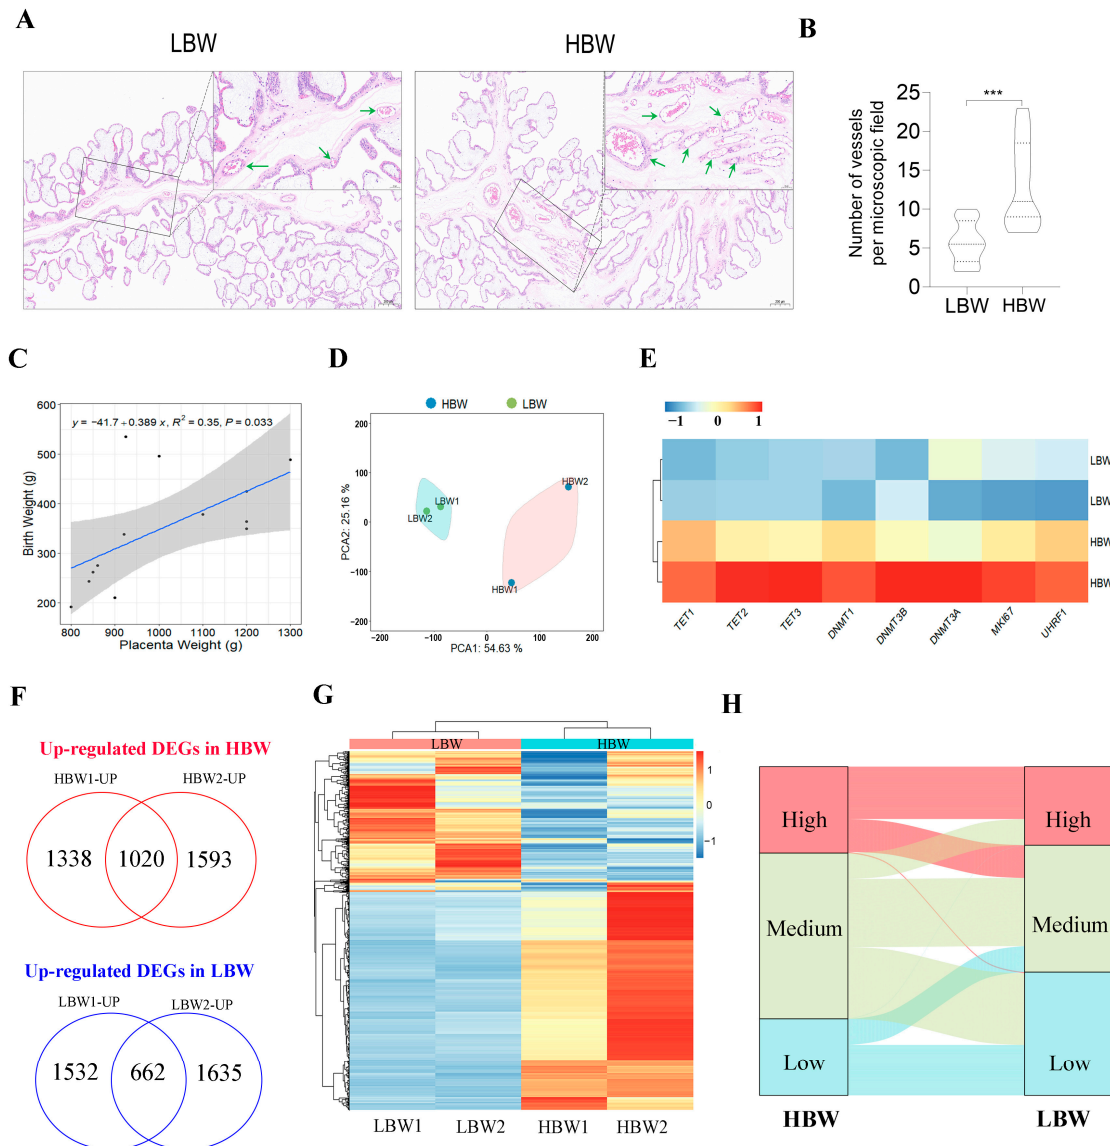 A
LBW
HBW
B
Number of vessels
per microscopic field
25
20
15
10
5
0
***
LBW
HBW
C
y = −41.7 + 0.389 x, R² = 0.35, P = 0.033
Birth Weight (g)
600
500
400
300
200
800
900
1000
1100
1200
1300
Placenta Weight (g)
D
HBW
LBW
PCA2: 25.16 %
200
100
0
−100
−200
LBW1
LBW2
HBW2
HBW1
−200
−100
0
100
200
PCA1: 54.63 %
E
−1
1
LBW
LBW
HBW
HBW
TET1
TET2
TET3
DNMT1
DNMT3B
DNMT3A
MKI67
UHRF1
F
Up-regulated DEGs in HBW
HBW1-UP
HBW2-UP
1338
1020
1593
Up-regulated DEGs in LBW
LBW1-UP
LBW2-UP
1532
662
1635
G
LBW
HBW
1
0
−1
LBW1
LBW2
HBW1
HBW2
H
High
Medium
Low
HBW
High
Medium
Low
LBW